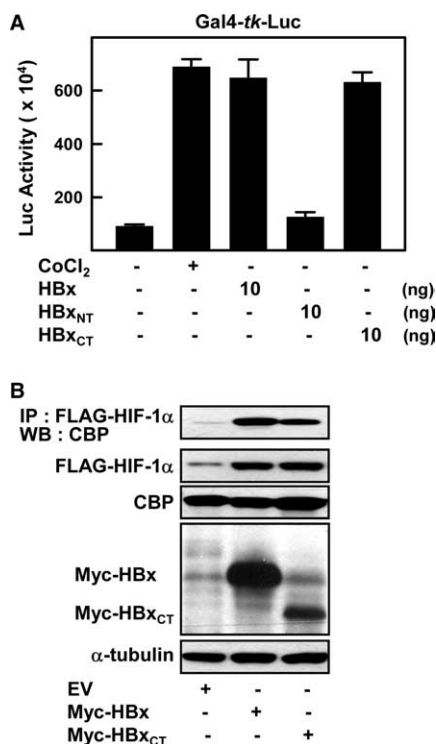 A
Gal4-tk-Luc
Luc Activity ( x 10⁴)
600
400
200
CoCl₂ - + - - -
HBx - - 10 - - (ng)
HBx_NT - - - 10 - (ng)
HBx_CT - - - - 10 (ng)
B
IP : FLAG-HIF-1α
WB : CBP
FLAG-HIF-1α
CBP
Myc-HBx
Myc-HBx_CT
α-tubulin
EV + - -
Myc-HBx - + -
Myc-HBx_CT - - +